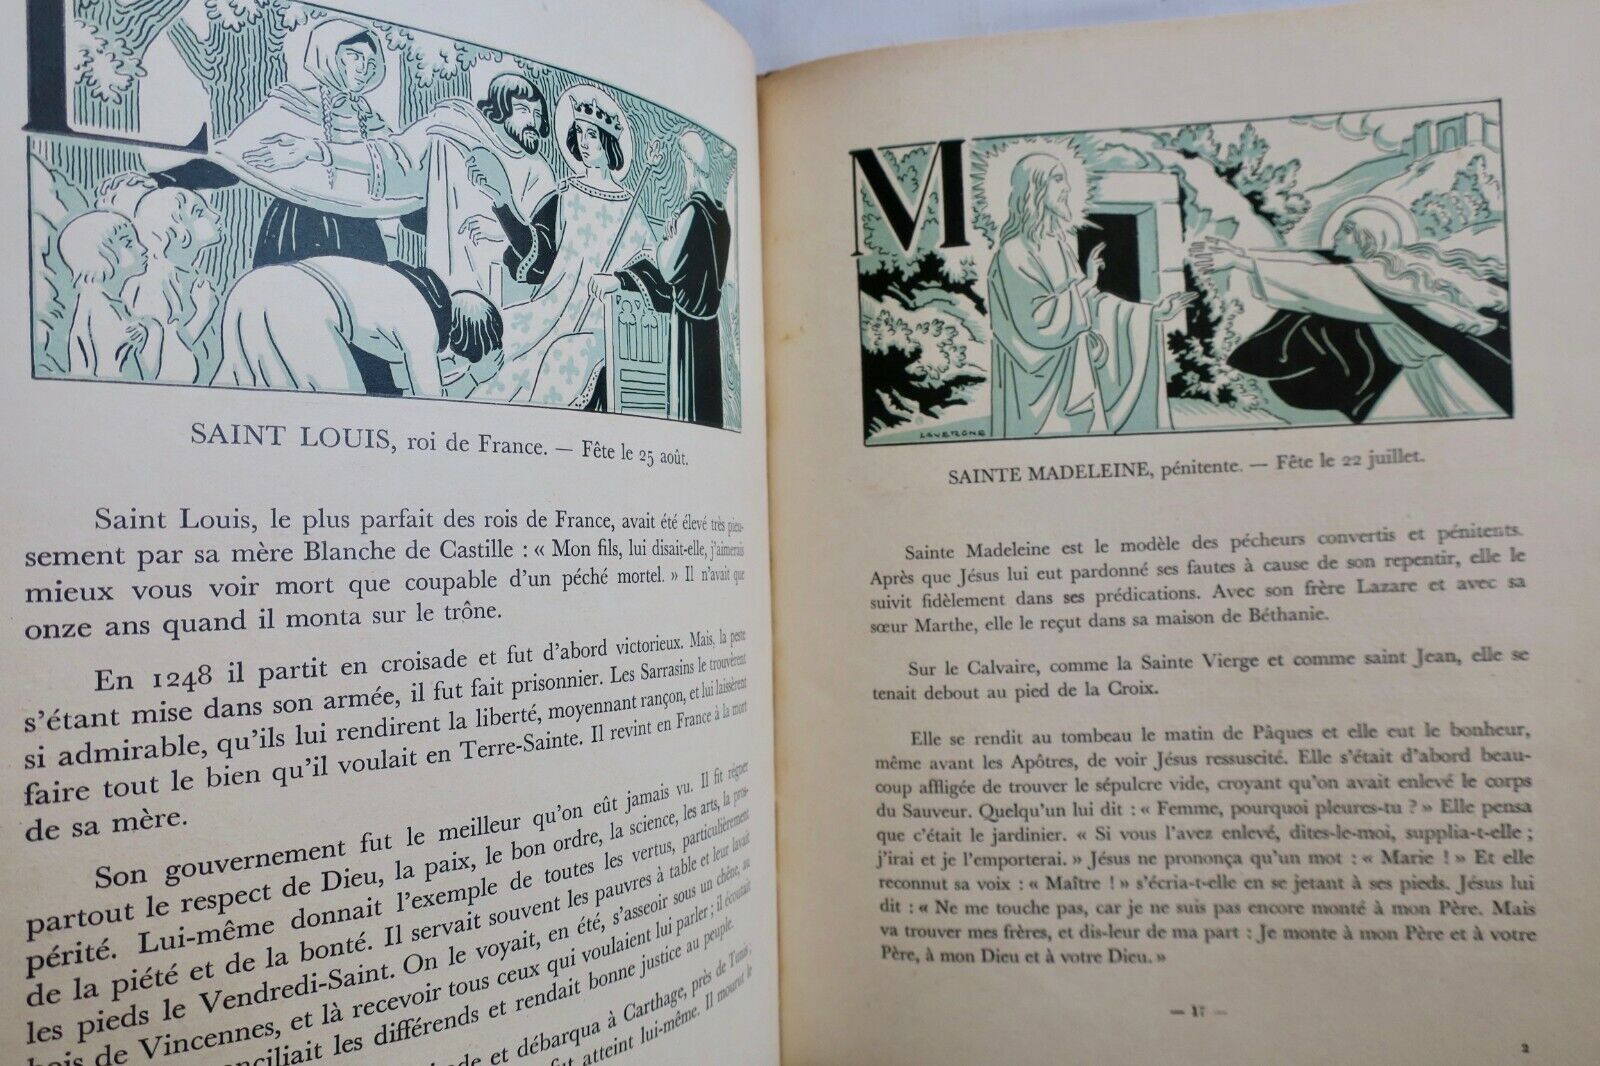 L
SAINT LOUIS, roi de France. — Fête le 25 août.
Saint Louis, le plus parfait des rois de France, avait été élevé très pieu-
sement par sa mère Blanche de Castille : « Mon fils, lui disait-elle, j'aimerais
mieux vous voir mort que coupable d'un péché mortel. » Il n'avait que
onze ans quand il monta sur le trône.
En 1248 il partit en croisade et fut d'abord victorieux. Mais, la peste
s'étant mise dans son armée, il fut fait prisonnier. Les Sarrasins le trouvèrent
si admirable, qu'ils lui rendirent la liberté, moyennant rançon, et lui laissèrent
faire tout le bien qu'il voulait en Terre-Sainte. Il revint en France à la mort
de sa mère.
Son gouvernement fut le meilleur qu'on eût jamais vu. Il fit régner
partout le respect de Dieu, la paix, le bon ordre, la science, les arts, la pros-
périté. Lui-même donnait l'exemple de toutes les vertus, particulièrement
de la piété et de la bonté. Il servait souvent les pauvres à table et leur lavait
les pieds le Vendredi-Saint. On le voyait, en été, s'asseoir sous un chêne, au
bois de Vincennes, et là recevoir tous ceux qui voulaient lui parler ; il écoutait
conciliait les différends et rendait bonne justice au peuple.
et débarqua à Carthage, près de Tunis,
fut atteint lui-même. Il mourut le
M
LAVERGNE
SAINTE MADELEINE, pénitente. — Fête le 22 juillet.
Sainte Madeleine est le modèle des pécheurs convertis et pénitents.
Après que Jésus lui eut pardonné ses fautes à cause de son repentir, elle le
suivit fidèlement dans ses prédications. Avec son frère Lazare et avec sa
sœur Marthe, elle le reçut dans sa maison de Béthanie.
Sur le Calvaire, comme la Sainte Vierge et comme saint Jean, elle se
tenait debout au pied de la Croix.
Elle se rendit au tombeau le matin de Pâques et elle eut le bonheur,
même avant les Apôtres, de voir Jésus ressuscité. Elle s'était d'abord beau-
coup affligée de trouver le sépulcre vide, croyant qu'on avait enlevé le corps
du Sauveur. Quelqu'un lui dit : « Femme, pourquoi pleures-tu ? » Elle pensa
que c'était le jardinier. « Si vous l'avez enlevé, dites-le-moi, supplia-t-elle ;
j'irai et je l'emporterai. » Jésus ne prononça qu'un mot : « Marie ! » Et elle
reconnut sa voix : « Maître ! » s'écria-t-elle en se jetant à ses pieds. Jésus lui
dit : « Ne me touche pas, car je ne suis pas encore monté à mon Père. Mais
va trouver mes frères, et dis-leur de ma part : Je monte à mon Père et à votre
Père, à mon Dieu et à votre Dieu. »
— 17 —
2